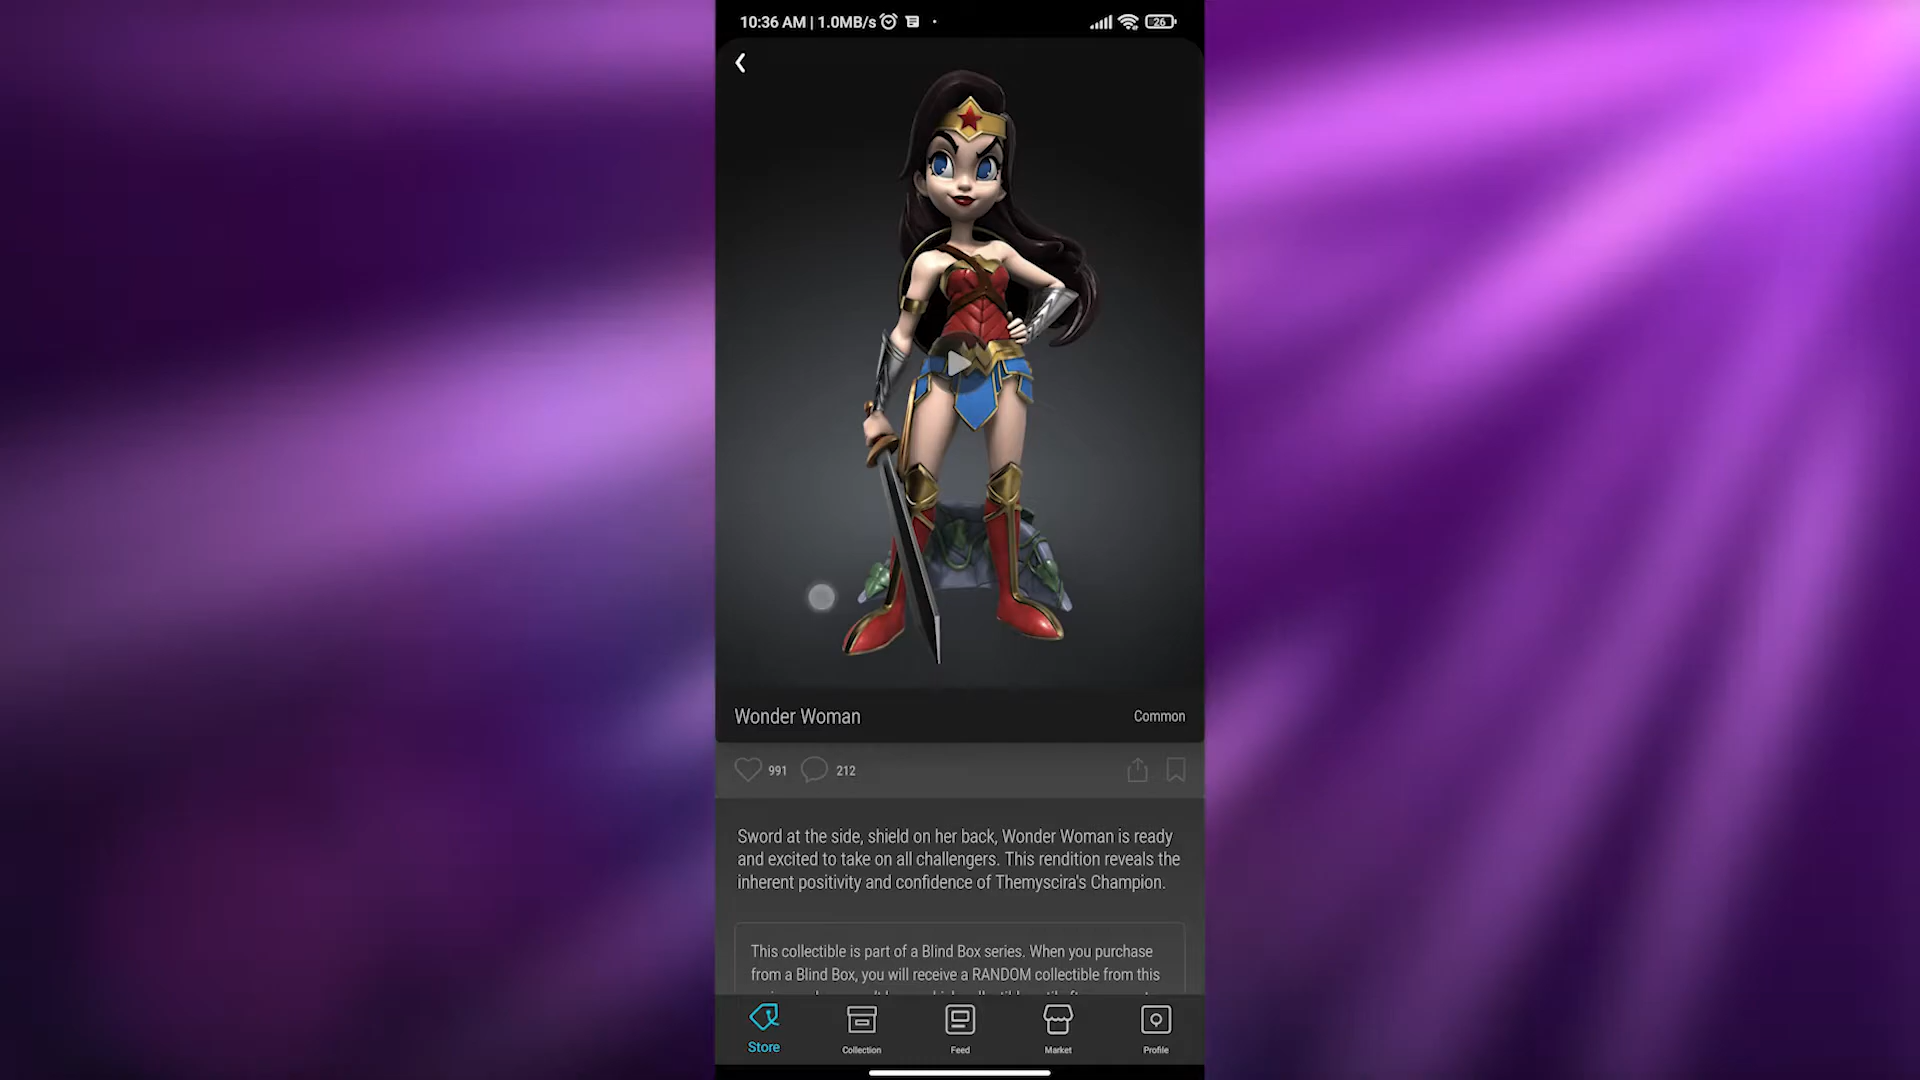 10:36 AM | 1.0MB/s
26
Wonder Woman
Common
991
212
Sword at the side, shield on her back, Wonder Woman is ready
and excited to take on all challengers. This rendition reveals the
inherent positivity and confidence of Themyscira's Champion.
This collectible is part of a Blind Box series. When you purchase
from a Blind Box, you will receive a RANDOM collectible from this
Store
Collection
Feed
Market
Profile